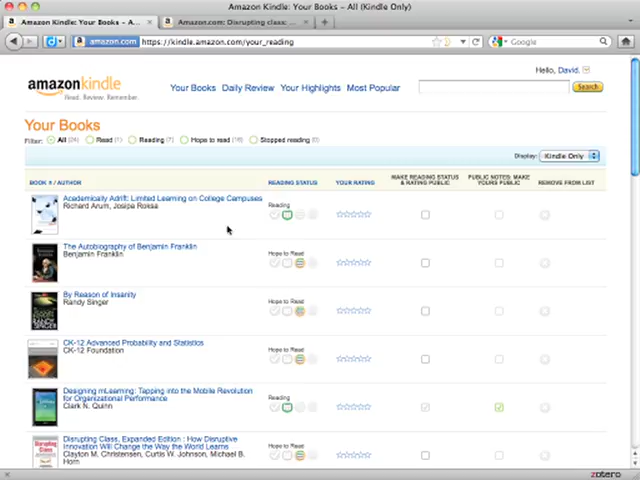 Amazon Kindle: Your Books – All (Kindle Only)
Amazon Kindle: Your Books – A...
Amazon.com: Disrupting class: ...
amazon.com
https://kindle.amazon.com/your_reading
Google
Hello, David.
amazonkindle
Read. Review. Remember.
Your Books Daily Review Your Highlights Most Popular
Search
Your Books
Filter: All (24) Read (1) Reading (7) Hope to read (16) Stopped reading (0)
Display: Kindle Only
BOOK / AUTHOR
READING STATUS
YOUR RATING
MAKE READING STATUS & RATING PUBLIC
PUBLIC NOTES: MAKE YOURS PUBLIC
REMOVE FROM LIST
Academically Adrift: Limited Learning on College Campuses
Richard Arum, Josipa Roksa
Reading
The Autobiography of Benjamin Franklin
Benjamin Franklin
Hope to Read
By Reason of Insanity
Randy Singer
Hope to Read
CK-12 Advanced Probability and Statistics
CK-12 Foundation
Hope to Read
Designing mLearning: Tapping into the Mobile Revolution
for Organizational Performance
Clark N. Quinn
Reading
Disrupting Class, Expanded Edition : How Disruptive
Innovation Will Change the Way the World Learns
Clayton M. Christensen, Curtis W. Johnson, Michael B.
Horn
Hope to Read
zotero